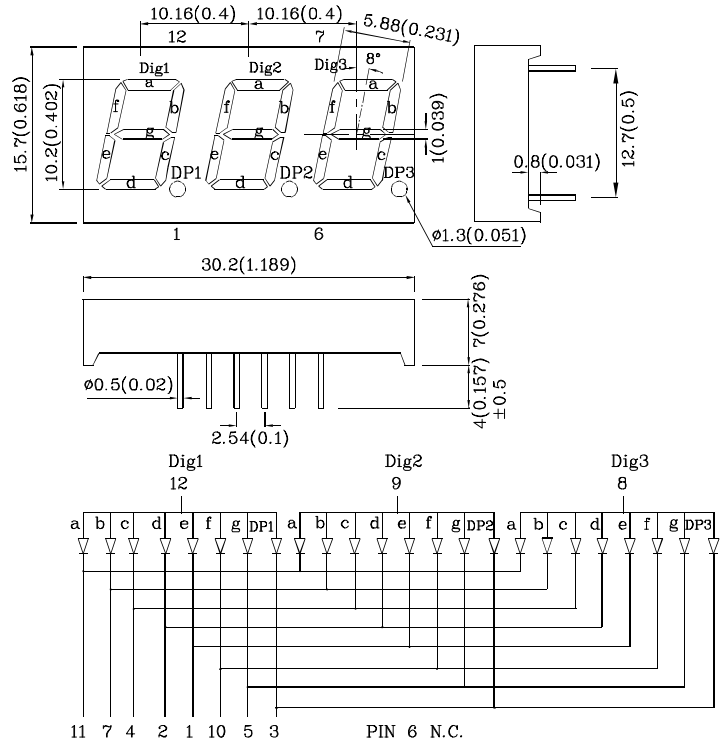 10.16(0.4) 10.16(0.4) 5.88(0.231)
12 7
Dig1 Dig2 Dig3 8°
a a a
f b f b f b
g g g
e c e c e c
d d d
DP1 DP2 DP3
15.7(0.618)
10.2(0.402)
1(0.039)
0.8(0.031)
12.7(0.5)
1 6
ø1.3(0.051)
30.2(1.189)
7(0.276)
ø0.5(0.02)
4(0.157)
±0.5
2.54(0.1)
Dig1 Dig2 Dig3
12 9 8
a b c d e f g DP1 a b c d e f g DP2 a b c d e f g DP3
11 7 4 2 1 10 5 3 PIN 6 N.C.